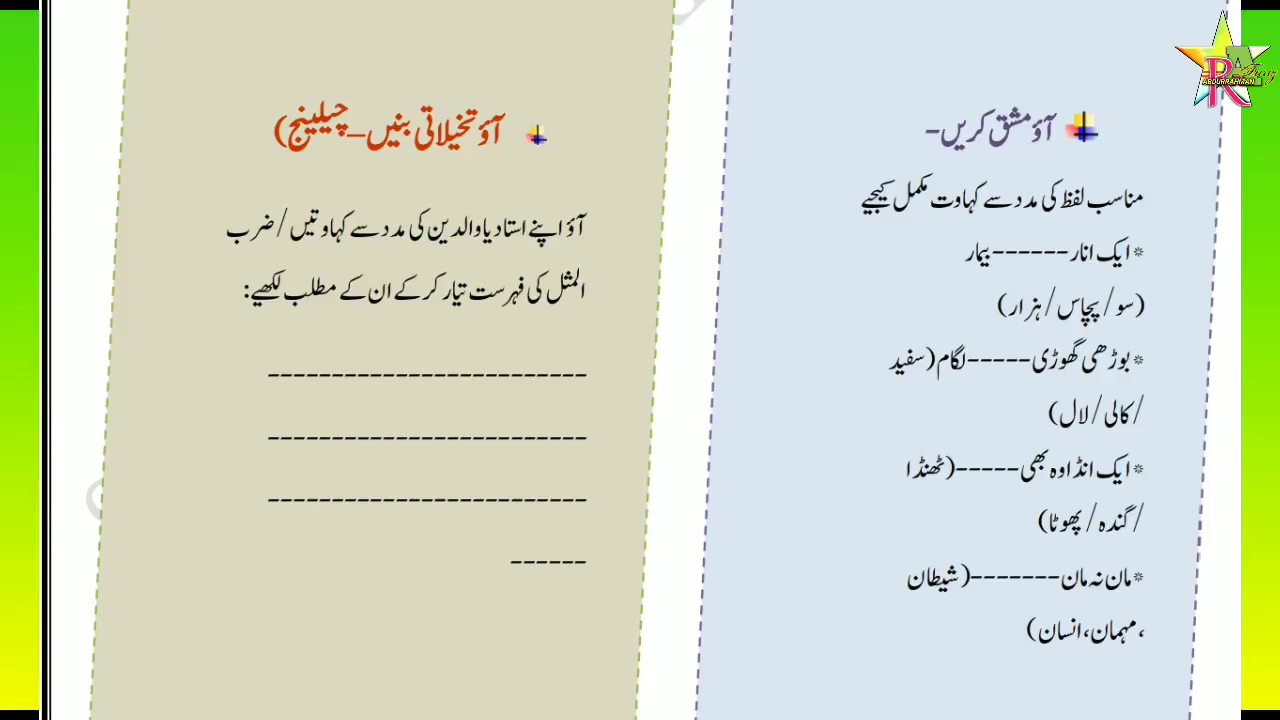 آؤ مشق کریں۔
مناسب لفظ کی مدد سے کہاوت مکمل کیجیے
* ایک انار ------ بیمار
(سو/پچاس/ہزار)
* بوڑھی گھوڑی ----- لگام (سفید
/کالی/لال)
* ایک انڈا وہ بھی ----- (ٹھنڈا
/گندہ/پھوٹا)
* مان نہ مان ------- (شیطان
،مہمان،انسان)
آؤ تخیلاتی بنیں – چیلینج)
آؤ اپنے استاد یا والدین کی مدد سے کہاوتیں/ضرب
المثل کی فہرست تیار کر کے ان کے مطلب لکھیے:
-------------------------
-------------------------
-------------------------
------
R
ABDURRAHMAN